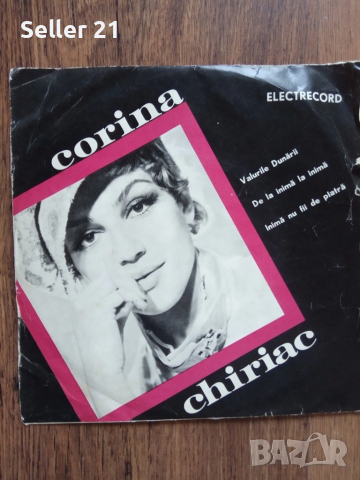 Seller 21
corina
ELECTRECORD
Valurile Dunării
De la inimă la inimă
Inimă nu fii de piatră
chiriac
BAZAR